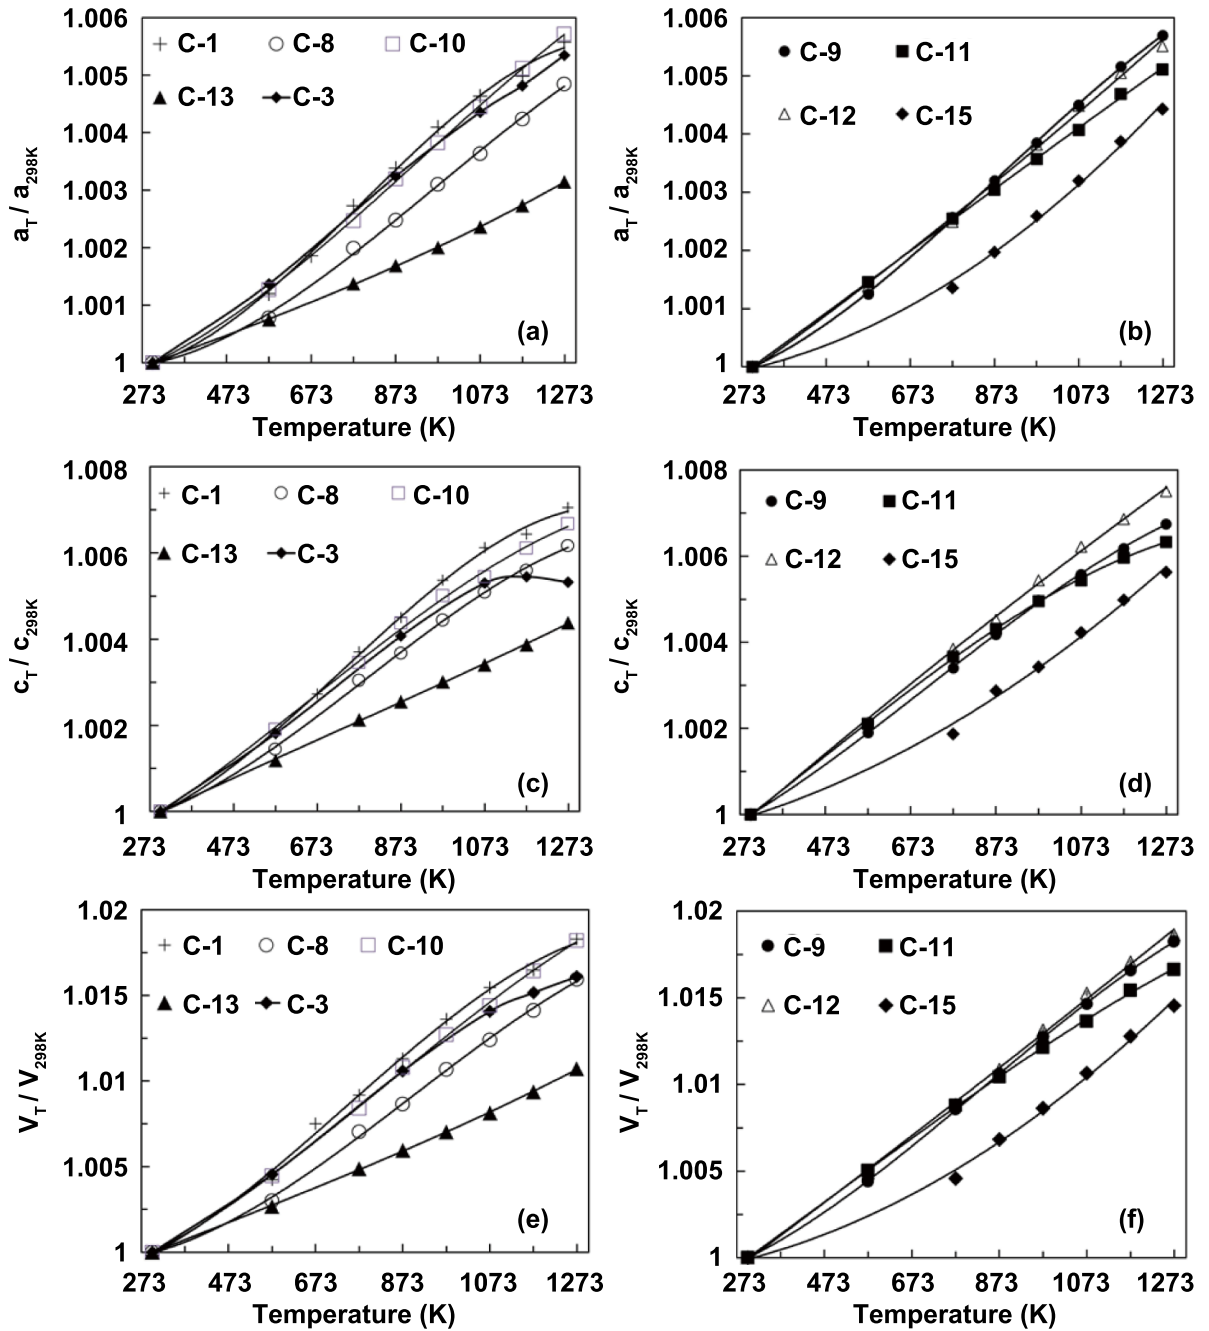 1.006
1.005
1.004
1.003
1.002
1.001
1
a_T / a_298K
C-1 C-8 C-10
C-13 C-3
(a)
273 473 673 873 1073 1273
Temperature (K)
1.006
1.005
1.004
1.003
1.002
1.001
1
a_T / a_298K
C-9 C-11
C-12 C-15
(b)
273 473 673 873 1073 1273
Temperature (K)
1.008
1.006
1.004
1.002
1
c_T / c_298K
C-1 C-8 C-10
C-13 C-3
(c)
273 473 673 873 1073 1273
Temperature (K)
1.008
1.006
1.004
1.002
1
c_T / c_298K
C-9 C-11
C-12 C-15
(d)
273 473 673 873 1073 1273
Temperature (K)
1.02
1.015
1.01
1.005
1
V_T / V_298K
C-1 C-8 C-10
C-13 C-3
(e)
273 473 673 873 1073 1273
Temperature (K)
1.02
1.015
1.01
1.005
1
V_T / V_298K
C-9 C-11
C-12 C-15
(f)
273 473 673 873 1073 1273
Temperature (K)